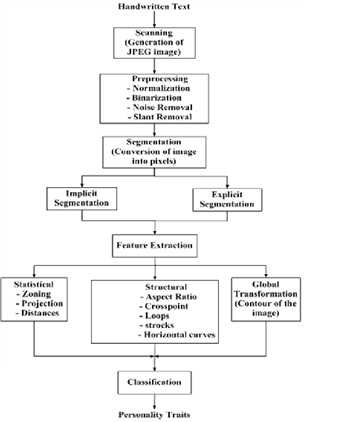 Handwritten Text
Scanning
(Generation of
JPEG image)
Preprocessing
- Normalization
- Binarization
- Noise Removal
- Slant Removal
Segmentation
(Conversion of image
into pixels)
Implicit
Segmentation
Explicit
Segmentation
Feature Extraction
Statistical
- Zoning
- Projection
- Distances
Structural
- Aspect Ratio
- Crosspoint
- Loops
- strocks
- Horizontal curves
Global
Transformation
(Contour of the
image)
Classification
Personality Traits